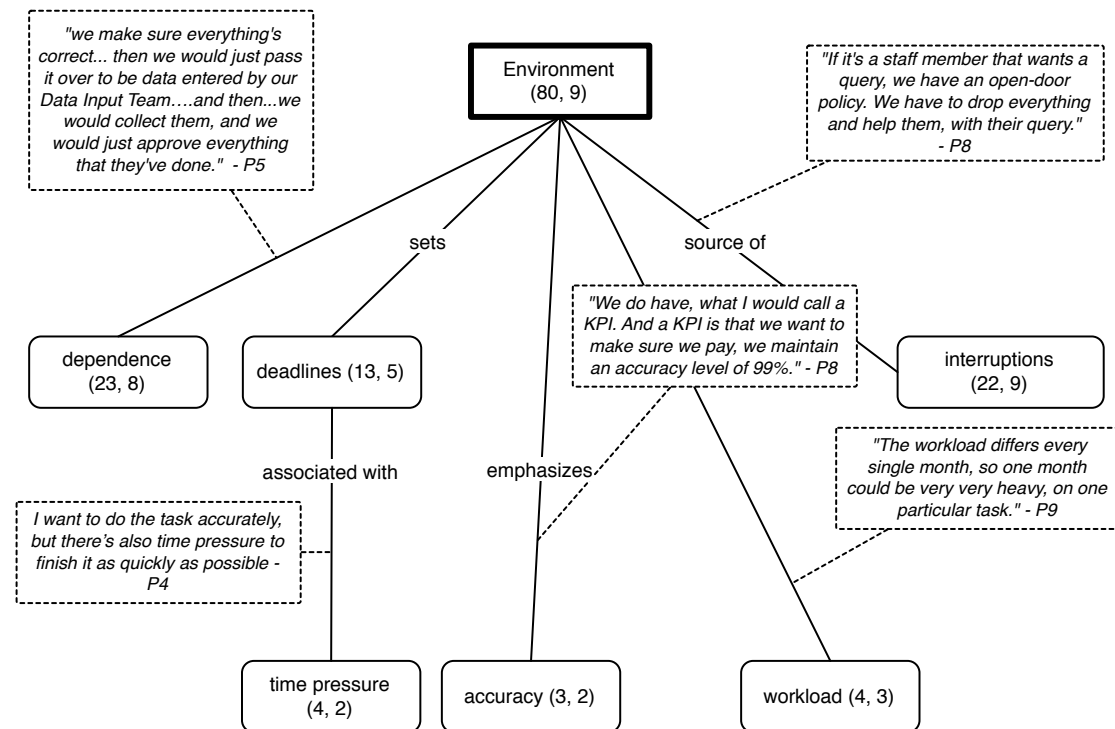 "we make sure everything's
correct... then we would just pass
it over to be data entered by our
Data Input Team….and then...we
would collect them, and we
would just approve everything
that they've done."  - P5
Environment
(80, 9)
"If it's a staff member that wants a
query, we have an open-door
policy. We have to drop everything
and help them, with their query."
- P8
sets
source of
"We do have, what I would call a
KPI. And a KPI is that we want to
make sure we pay, we maintain
an accuracy level of 99%." - P8
dependence
(23, 8)
deadlines (13, 5)
interruptions
(22, 9)
associated with
emphasizes
"The workload differs every
single month, so one month
could be very very heavy, on one
particular task." - P9
I want to do the task accurately,
but there’s also time pressure to
finish it as quickly as possible -
P4
time pressure
(4, 2)
accuracy (3, 2)
workload (4, 3)